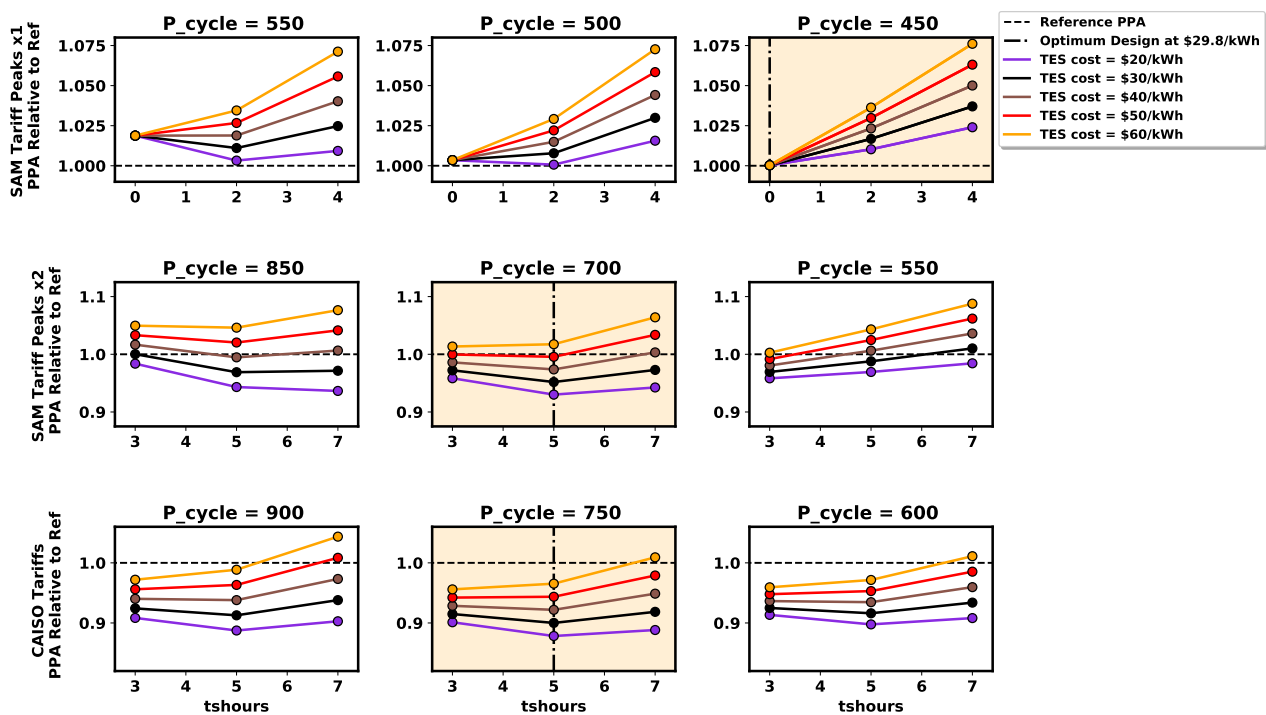 P_cycle = 550
P_cycle = 500
P_cycle = 450
SAM Tariff Peaks x1
PPA Relative to Ref
1.075
1.050
1.025
1.000
0 1 2 3 4
1.075
1.050
1.025
1.000
0 1 2 3 4
1.075
1.050
1.025
1.000
0 1 2 3 4
Reference PPA
Optimum Design at $29.8/kWh
TES cost = $20/kWh
TES cost = $30/kWh
TES cost = $40/kWh
TES cost = $50/kWh
TES cost = $60/kWh
P_cycle = 850
P_cycle = 700
P_cycle = 550
SAM Tariff Peaks x2
PPA Relative to Ref
1.1
1.0
0.9
3 4 5 6 7
1.1
1.0
0.9
3 4 5 6 7
1.1
1.0
0.9
3 4 5 6 7
P_cycle = 900
P_cycle = 750
P_cycle = 600
CAISO Tariffs
PPA Relative to Ref
1.0
0.9
3 4 5 6 7
tshours
1.0
0.9
3 4 5 6 7
tshours
1.0
0.9
3 4 5 6 7
tshours